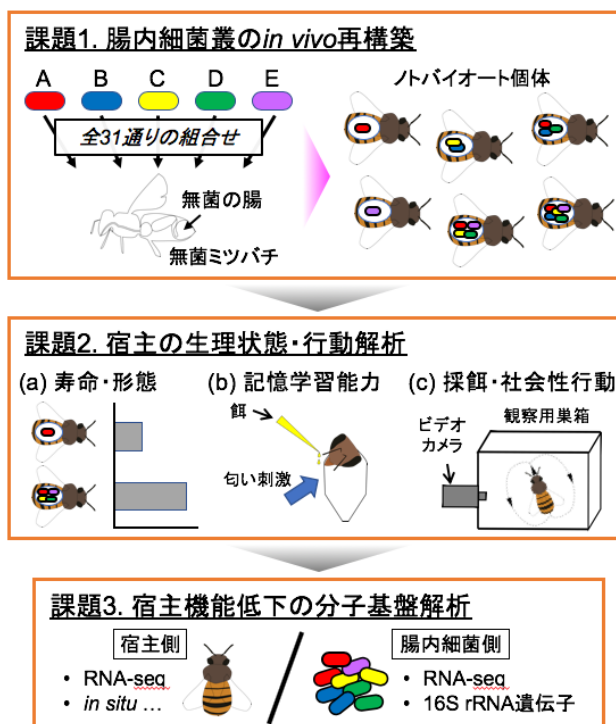 課題1. 腸内細菌叢のin vivo再構築
A B C D E
全31通りの組合せ
無菌の腸
無菌ミツバチ
ノトバイオート個体
課題2. 宿主の生理状態・行動解析
(a) 寿命・形態
(b) 記憶学習能力
餌
匂い刺激
(c) 採餌・社会性行動
ビデオ
カメラ
観察用巣箱
課題3. 宿主機能低下の分子基盤解析
宿主側
• RNA-seq
• in situ …
腸内細菌側
• RNA-seq
• 16S rRNA遺伝子